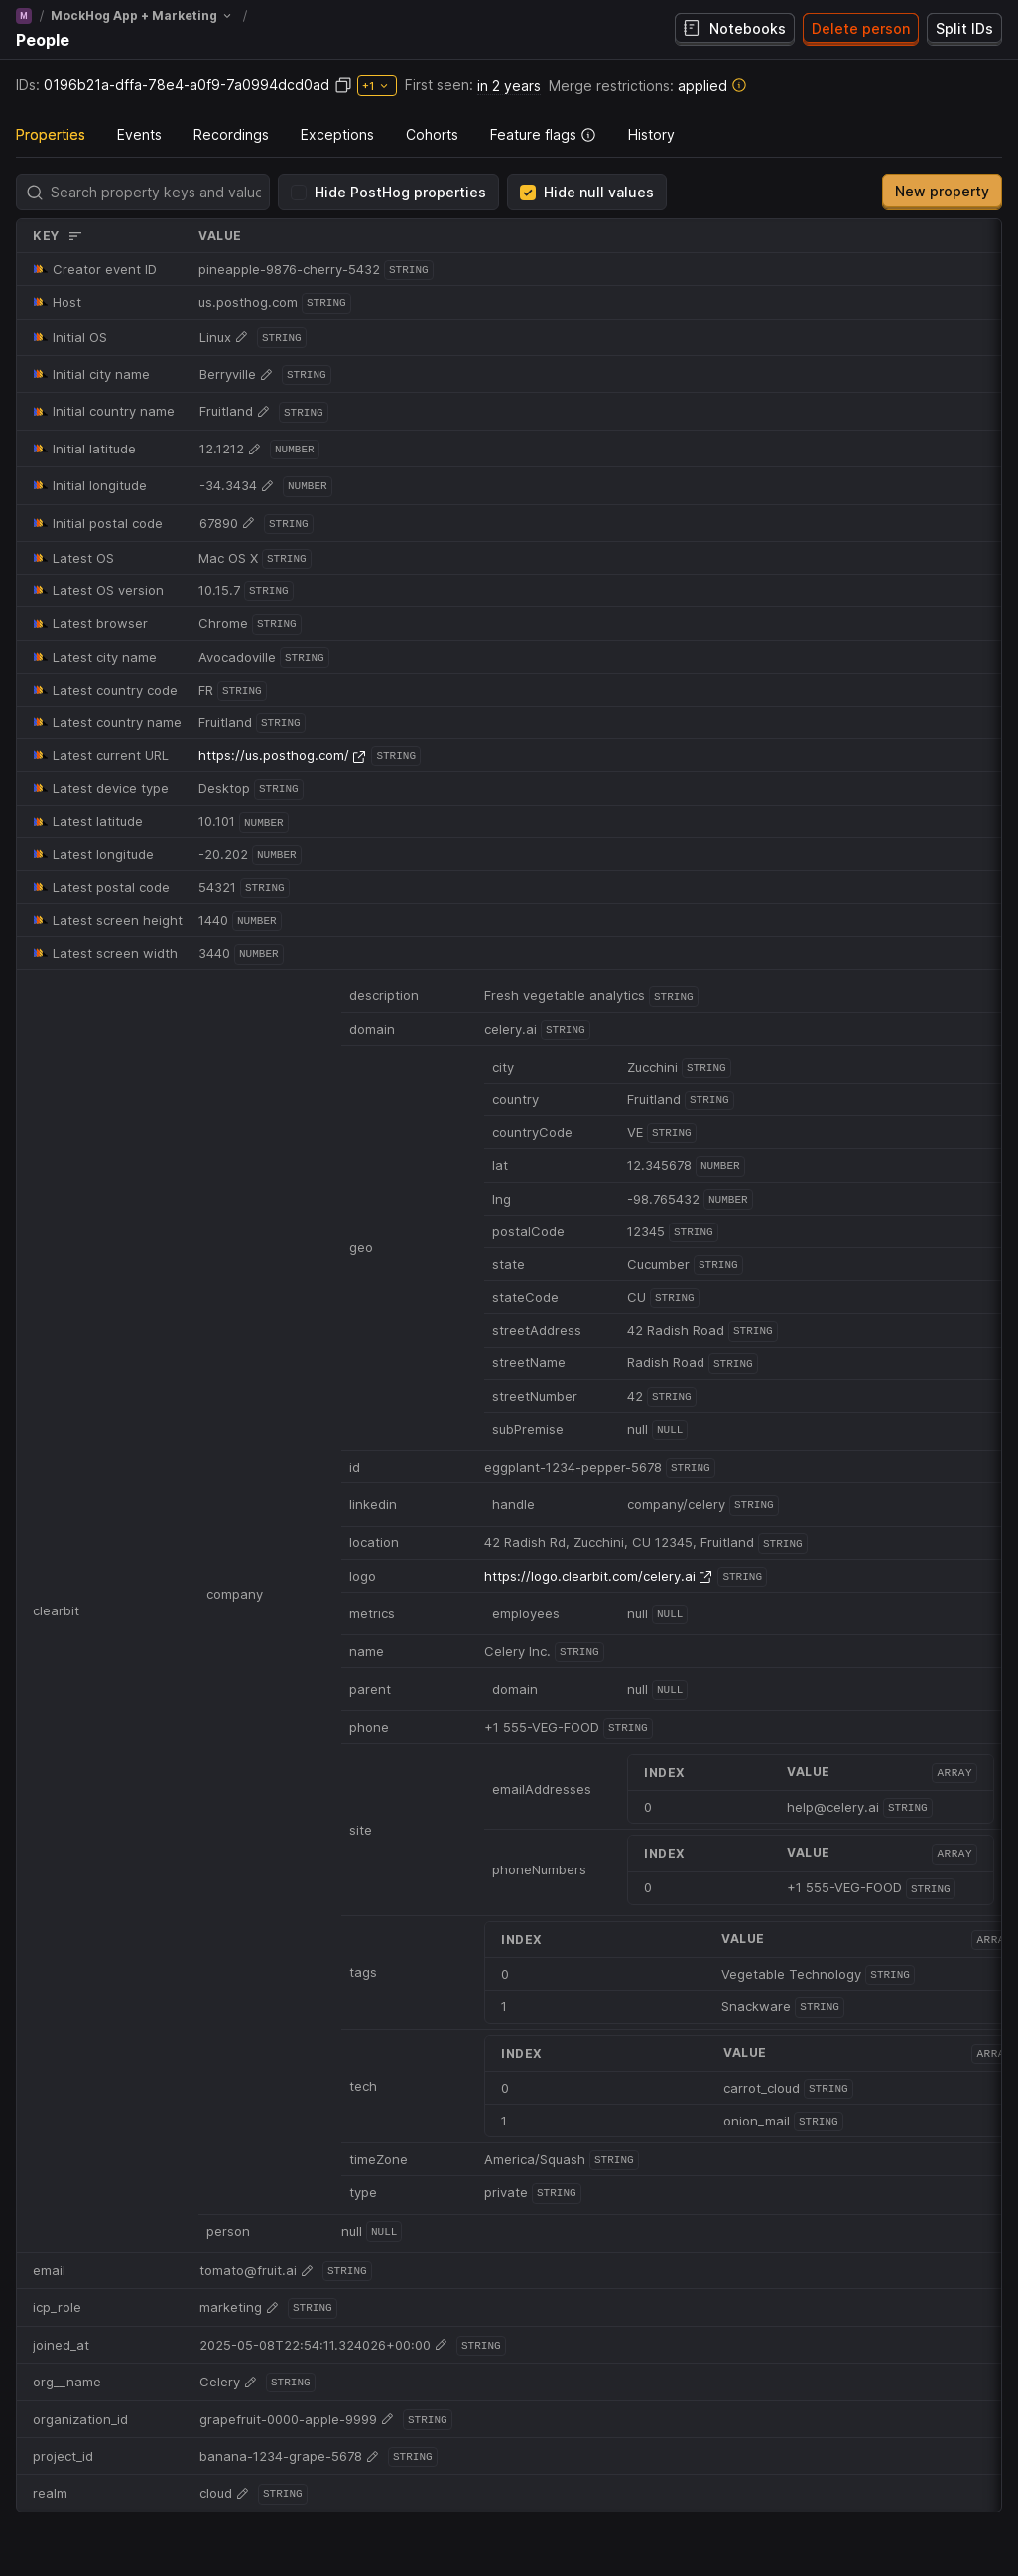 M / MockHog App + Marketing /
People
Notebooks
Delete person
Split IDs
IDs: 0196b21a-dffa-78e4-a0f9-7a0994dcd0ad +1 First seen: in 2 years Merge restrictions: applied
Properties Events Recordings Exceptions Cohorts Feature flags History
Search property keys and value
Hide PostHog properties
Hide null values
New property
KEY VALUE
Creator event ID pineapple-9876-cherry-5432 STRING
Host us.posthog.com STRING
Initial OS Linux STRING
Initial city name Berryville STRING
Initial country name Fruitland STRING
Initial latitude 12.1212 NUMBER
Initial longitude -34.3434 NUMBER
Initial postal code 67890 STRING
Latest OS Mac OS X STRING
Latest OS version 10.15.7 STRING
Latest browser Chrome STRING
Latest city name Avocadoville STRING
Latest country code FR STRING
Latest country name Fruitland STRING
Latest current URL https://us.posthog.com/ STRING
Latest device type Desktop STRING
Latest latitude 10.101 NUMBER
Latest longitude -20.202 NUMBER
Latest postal code 54321 STRING
Latest screen height 1440 NUMBER
Latest screen width 3440 NUMBER
clearbit
company
description Fresh vegetable analytics STRING
domain celery.ai STRING
geo
city Zucchini STRING
country Fruitland STRING
countryCode VE STRING
lat 12.345678 NUMBER
lng -98.765432 NUMBER
postalCode 12345 STRING
state Cucumber STRING
stateCode CU STRING
streetAddress 42 Radish Road STRING
streetName Radish Road STRING
streetNumber 42 STRING
subPremise null NULL
id eggplant-1234-pepper-5678 STRING
linkedin handle company/celery STRING
location 42 Radish Rd, Zucchini, CU 12345, Fruitland STRING
logo https://logo.clearbit.com/celery.ai STRING
metrics employees null NULL
name Celery Inc. STRING
parent domain null NULL
phone +1 555-VEG-FOOD STRING
site
emailAddresses
INDEX VALUE ARRAY
0 help@celery.ai STRING
phoneNumbers
INDEX VALUE ARRAY
0 +1 555-VEG-FOOD STRING
tags
INDEX VALUE ARRA
0 Vegetable Technology STRING
1 Snackware STRING
tech
INDEX VALUE ARRA
0 carrot_cloud STRING
1 onion_mail STRING
timeZone America/Squash STRING
type private STRING
person null NULL
email tomato@fruit.ai STRING
icp_role marketing STRING
joined_at 2025-05-08T22:54:11.324026+00:00 STRING
org__name Celery STRING
organization_id grapefruit-0000-apple-9999 STRING
project_id banana-1234-grape-5678 STRING
realm cloud STRING